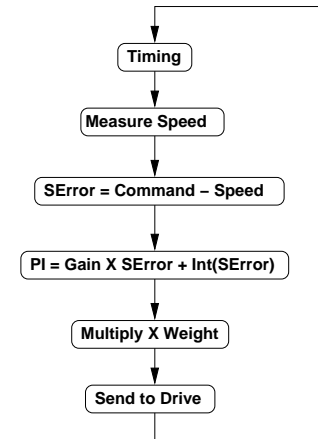 Timing
Measure Speed
SError = Command − Speed
PI = Gain X SError + Int(SError)
Multiply X Weight
Send to Drive